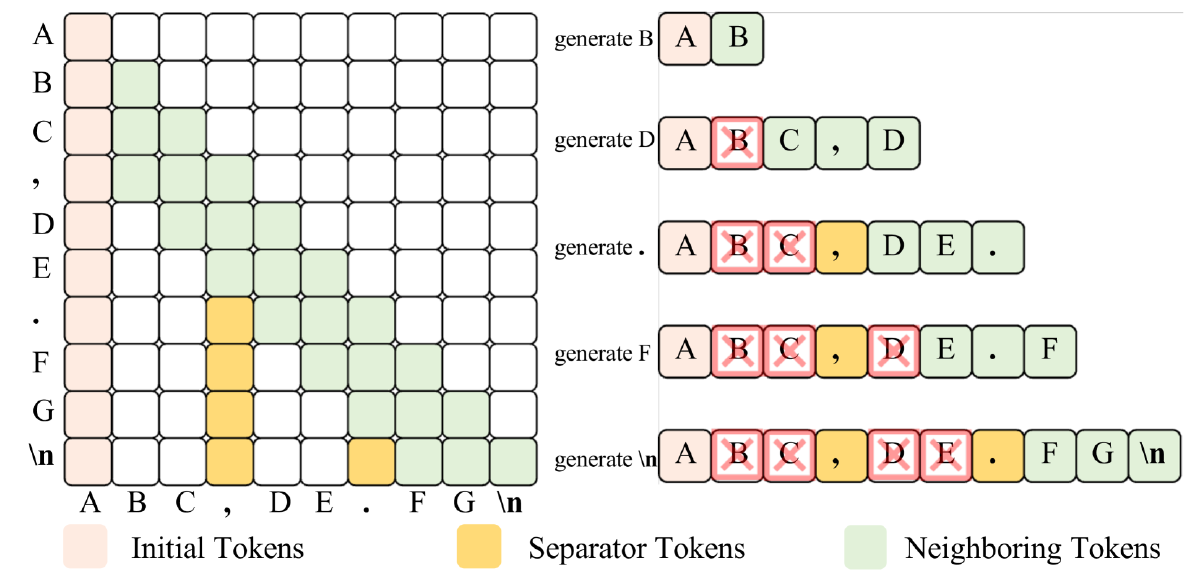 A
B
C
,
D
E
.
F
G
\n
A B C , D E . F G \n
generate B A B
generate D A B C , D
generate . A B C , D E .
generate F A B C , D E . F
generate \n A B C , D E . F G \n
Initial Tokens Separator Tokens Neighboring Tokens